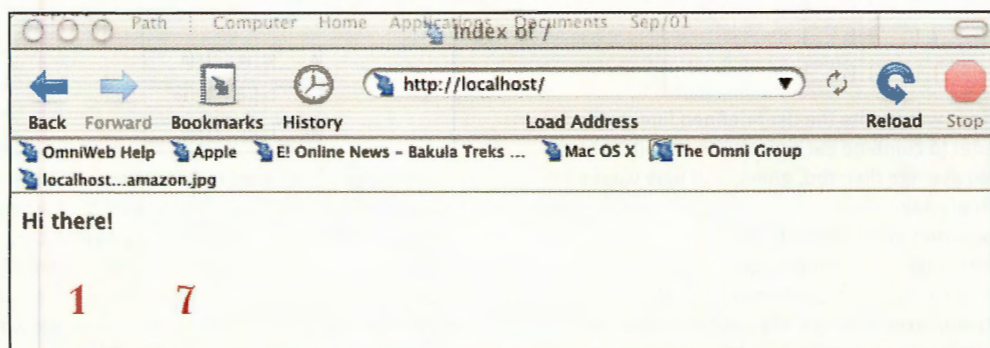 Path Computer Home Applications Documents Sep/01
Index of /
http://localhost/
Back Forward Bookmarks History Load Address Reload Stop
OmniWeb Help Apple E! Online News – Bakula Treks ... Mac OS X The Omni Group
localhost...amazon.jpg
Hi there!
1 7